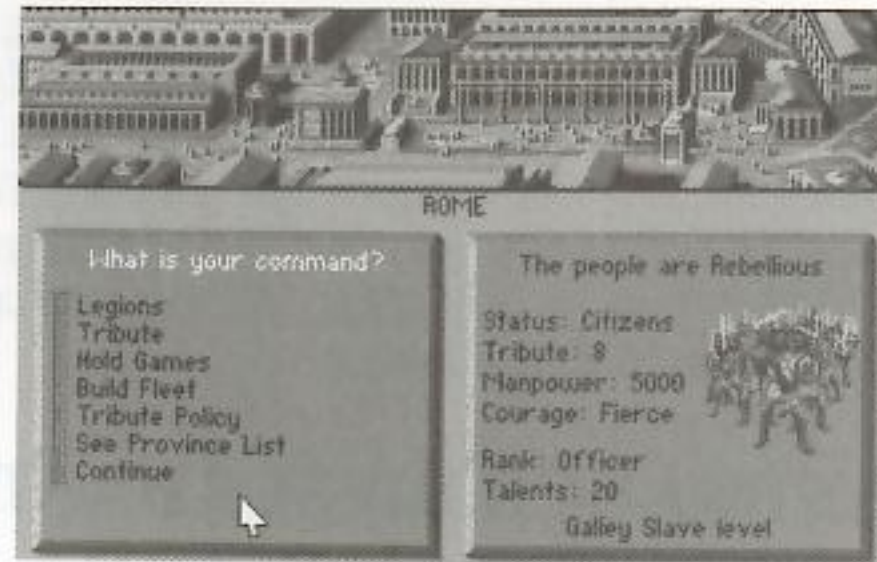 ROME
What is your command?
Legions
Tribute
Hold Games
Build Fleet
Tribute Policy
See Province List
Continue
The people are Rebellious
Status: Citizens
Tribute: 8
Manpower: 5000
Courage: Fierce
Rank: Officer
Talents: 20
Galley Slave level